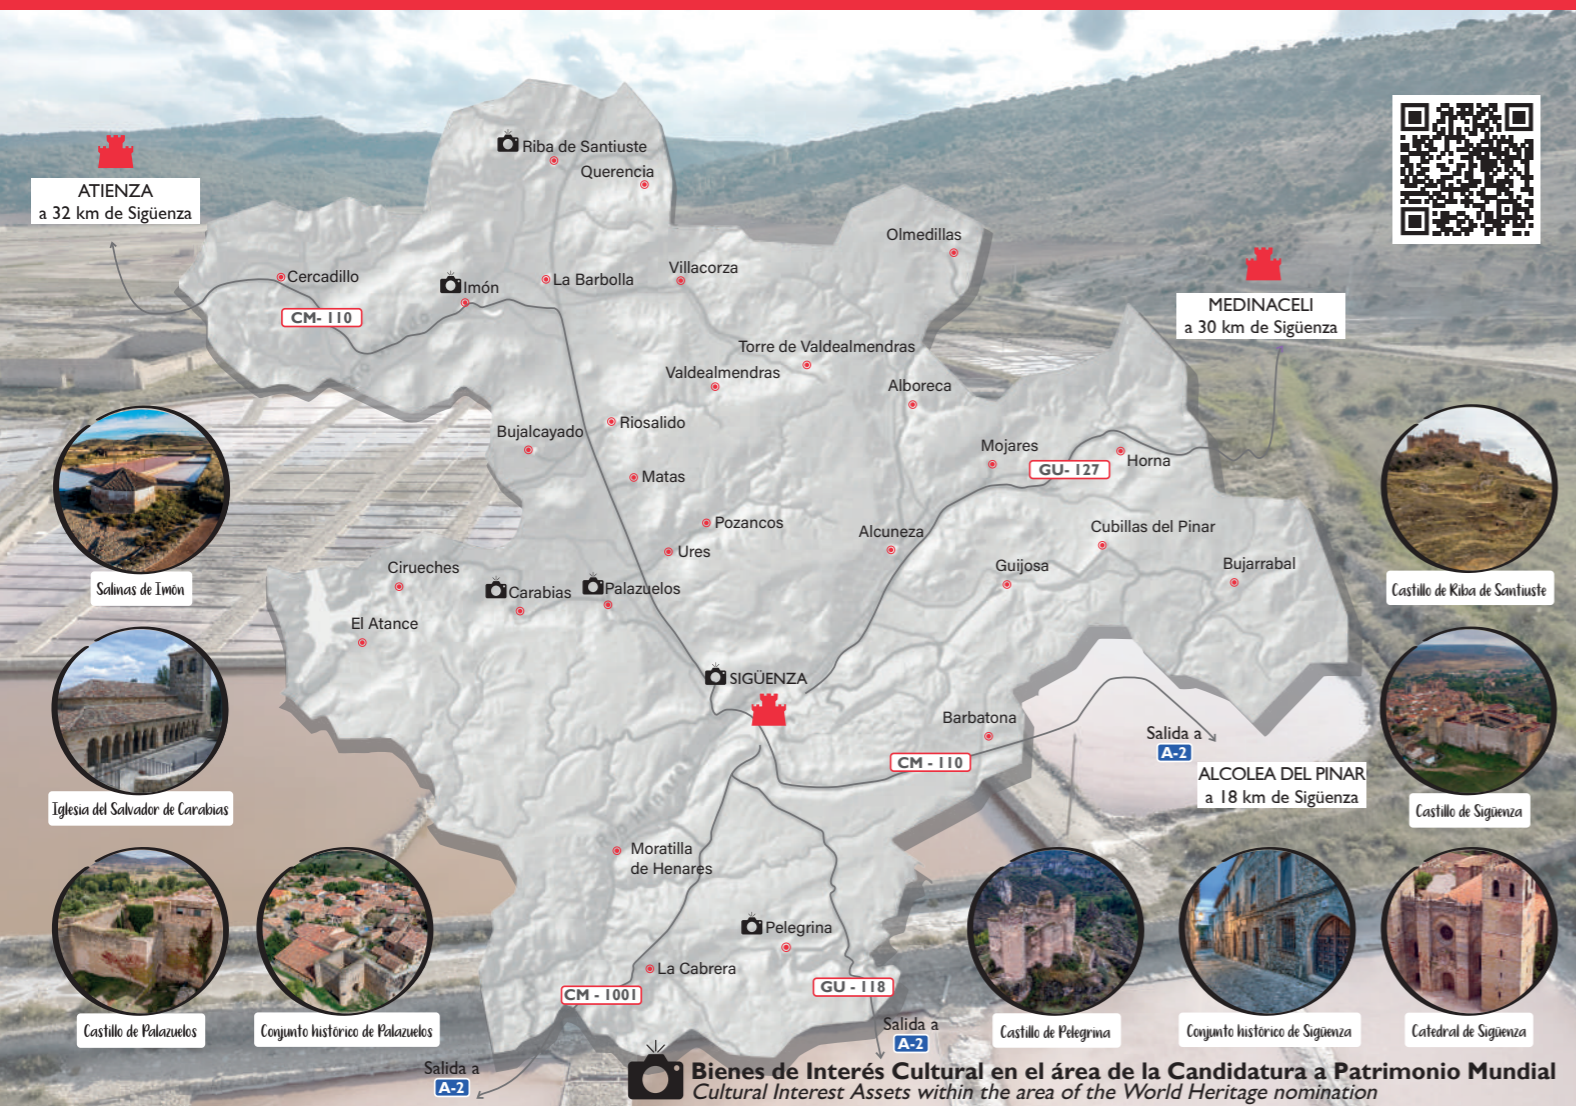 ATIENZA
a 32 km de Sigüenza
Riba de Santiuste
Querencia
Olmedillas
MEDINACELI
a 30 km de Sigüenza
Cercadillo
Imón
La Barbolla
Villacorza
CM- 110
Torre de Valdealmendras
Valdealmendras
Alboreca
Riosalido
Bujalcayado
Matas
Mojares
Horna
GU- 127
Pozancos
Ures
Alcuneza
Cubillas del Pinar
Guijosa
Bujarrabal
Cirueches
Carabias
Palazuelos
El Atance
SIGÜENZA
Barbatona
CM - 110
Salida a
A-2
ALCOLEA DEL PINAR
a 18 km de Sigüenza
Moratilla
de Henares
Pelegrina
La Cabrera
CM - 1001
GU - 118
Salida a
A-2
Salida a
A-2
Salinas de Imón
Iglesia del Salvador de Carabias
Castillo de Palazuelos
Conjunto histórico de Palazuelos
Castillo de Riba de Santiuste
Castillo de Sigüenza
Castillo de Pelegrina
Conjunto histórico de Sigüenza
Catedral de Sigüenza
Bienes de Interés Cultural en el área de la Candidatura a Patrimonio Mundial
Cultural Interest Assets within the area of the World Heritage nomination